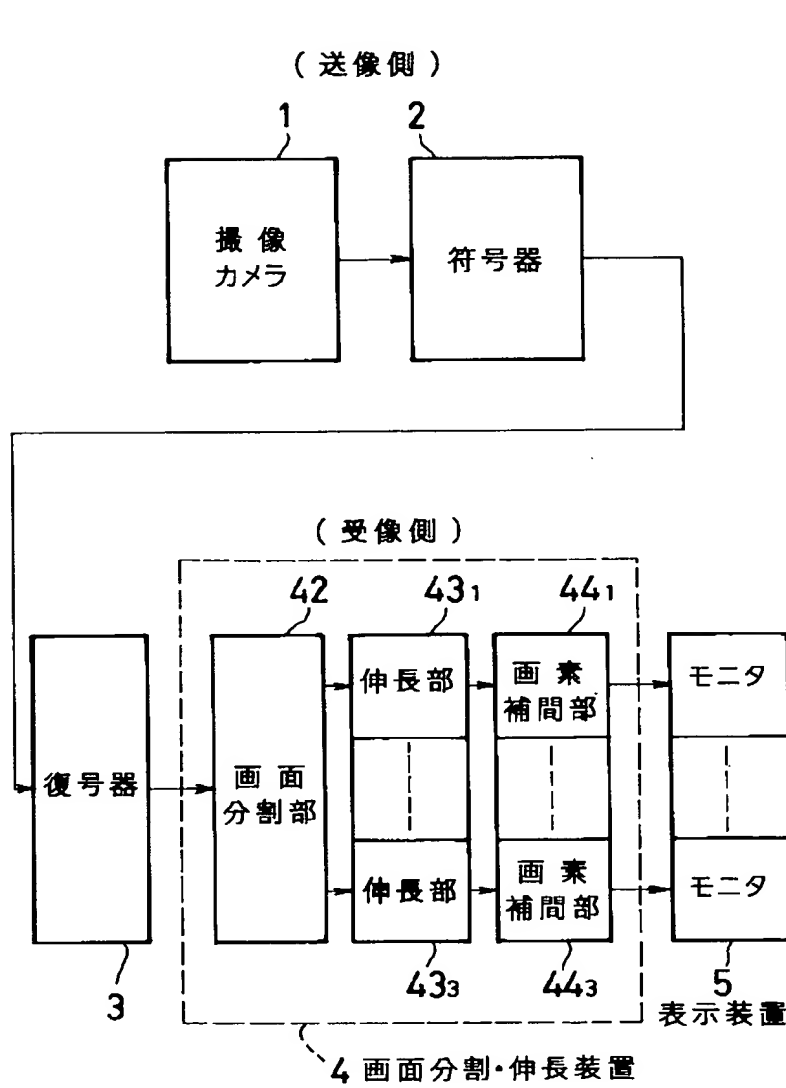 (送像側)
1
2
撮像
カメラ
符号器
(受像側)
42
43₁
44₁
復号器
画面
分割部
伸長部
画素
補間部
モニタ
伸長部
画素
補間部
モニタ
3
43₃
44₃
5
表示装置
4 画面分割・伸長装置